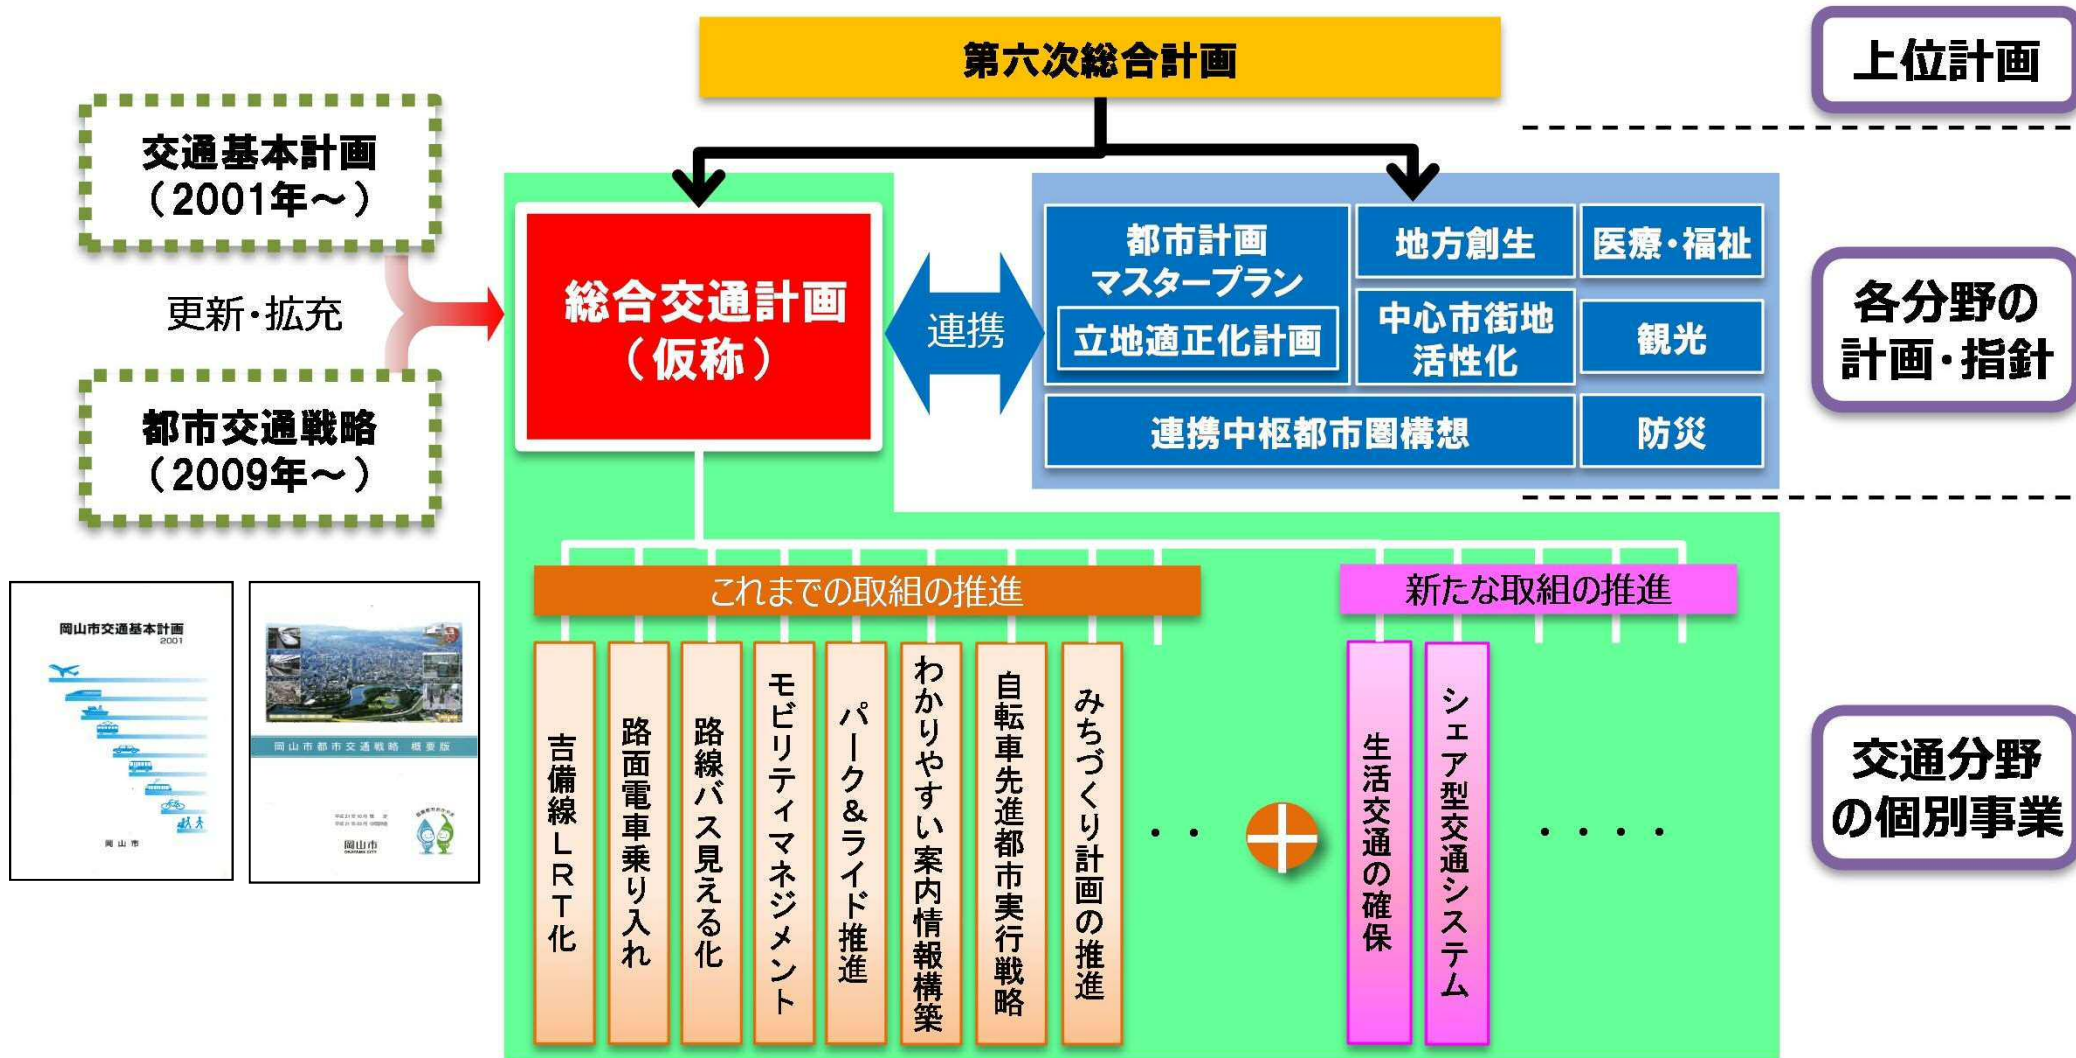 第六次総合計画
上位計画
交通基本計画
（2001年～）
更新・拡充
都市交通戦略
（2009年～）
総合交通計画
（仮称）
連携
都市計画
マスタープラン
立地適正化計画
地方創生
医療・福祉
中心市街地
活性化
観光
連携中枢都市圏構想
防災
各分野の
計画・指針
これまでの取組の推進
新たな取組の推進
吉備線LRT化
路面電車乗り入れ
路線バス見える化
モビリティマネジメント
パーク&ライド推進
わかりやすい案内情報構築
自転車先進都市実行戦略
みちづくり計画の推進
・・
生活交通の確保
シェア型交通システム
・・・・
交通分野
の個別事業
岡山市交通基本計画
2001
岡山市
岡山市都市交通戦略 概要版
岡山市
OKAYAMA CITY